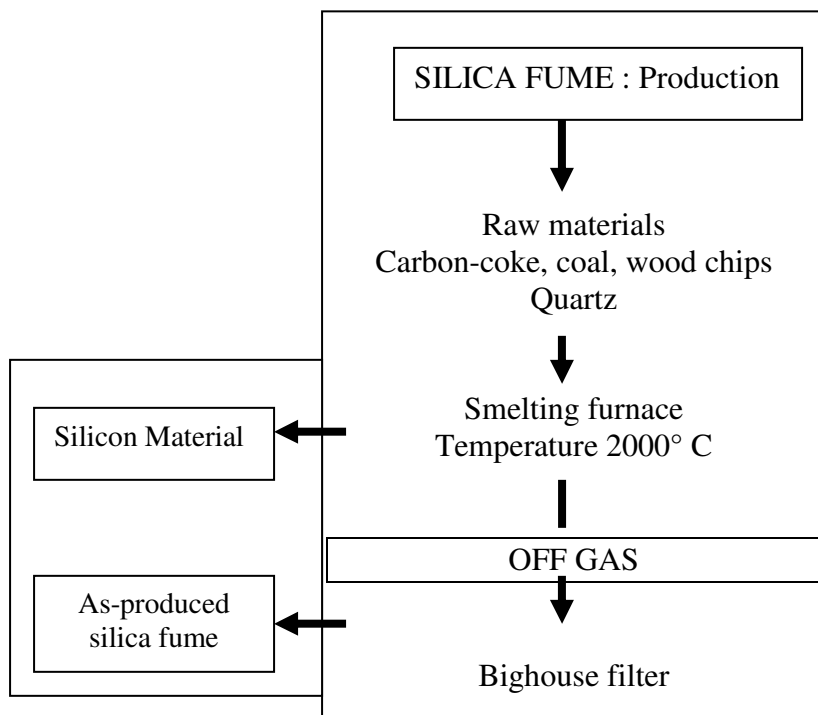 SILICA FUME : Production
Raw materials
Carbon-coke, coal, wood chips
Quartz
Smelting furnace
Temperature 2000° C
Silicon Material
OFF GAS
As-produced
silica fume
Bighouse filter